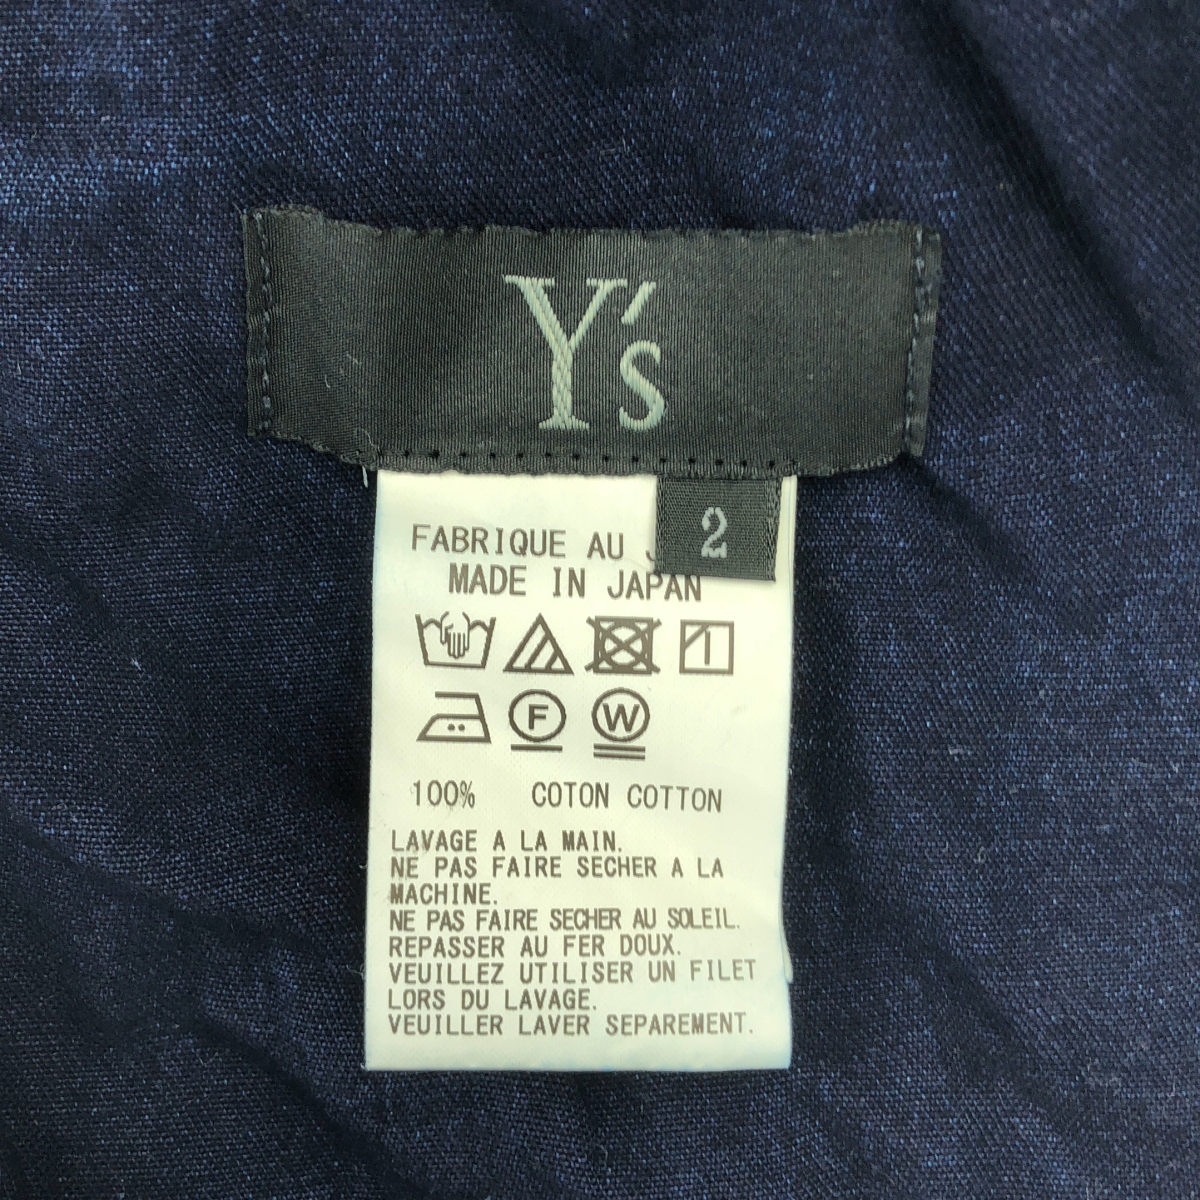 Y's
2
FABRIQUE AU
MADE IN JAPAN
F
W
100% COTON COTTON
LAVAGE A LA MAIN.
NE PAS FAIRE SECHER A LA
MACHINE.
NE PAS FAIRE SECHER AU SOLEIL.
REPASSER AU FER DOUX.
VEUILLEZ UTILISER UN FILET
LORS DU LAVAGE.
VEUILLER LAVER SEPAREMENT.